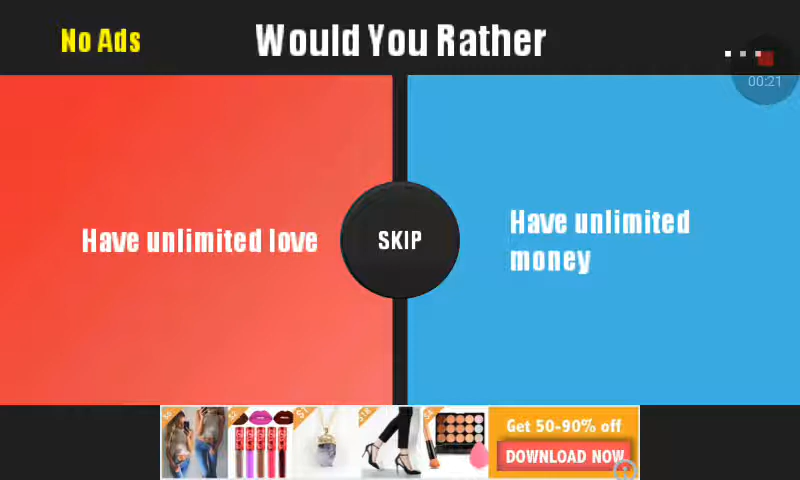 No Ads
Would You Rather
00:21
Have unlimited love
SKIP
Have unlimited
money
Get 50-90% off
DOWNLOAD NOW